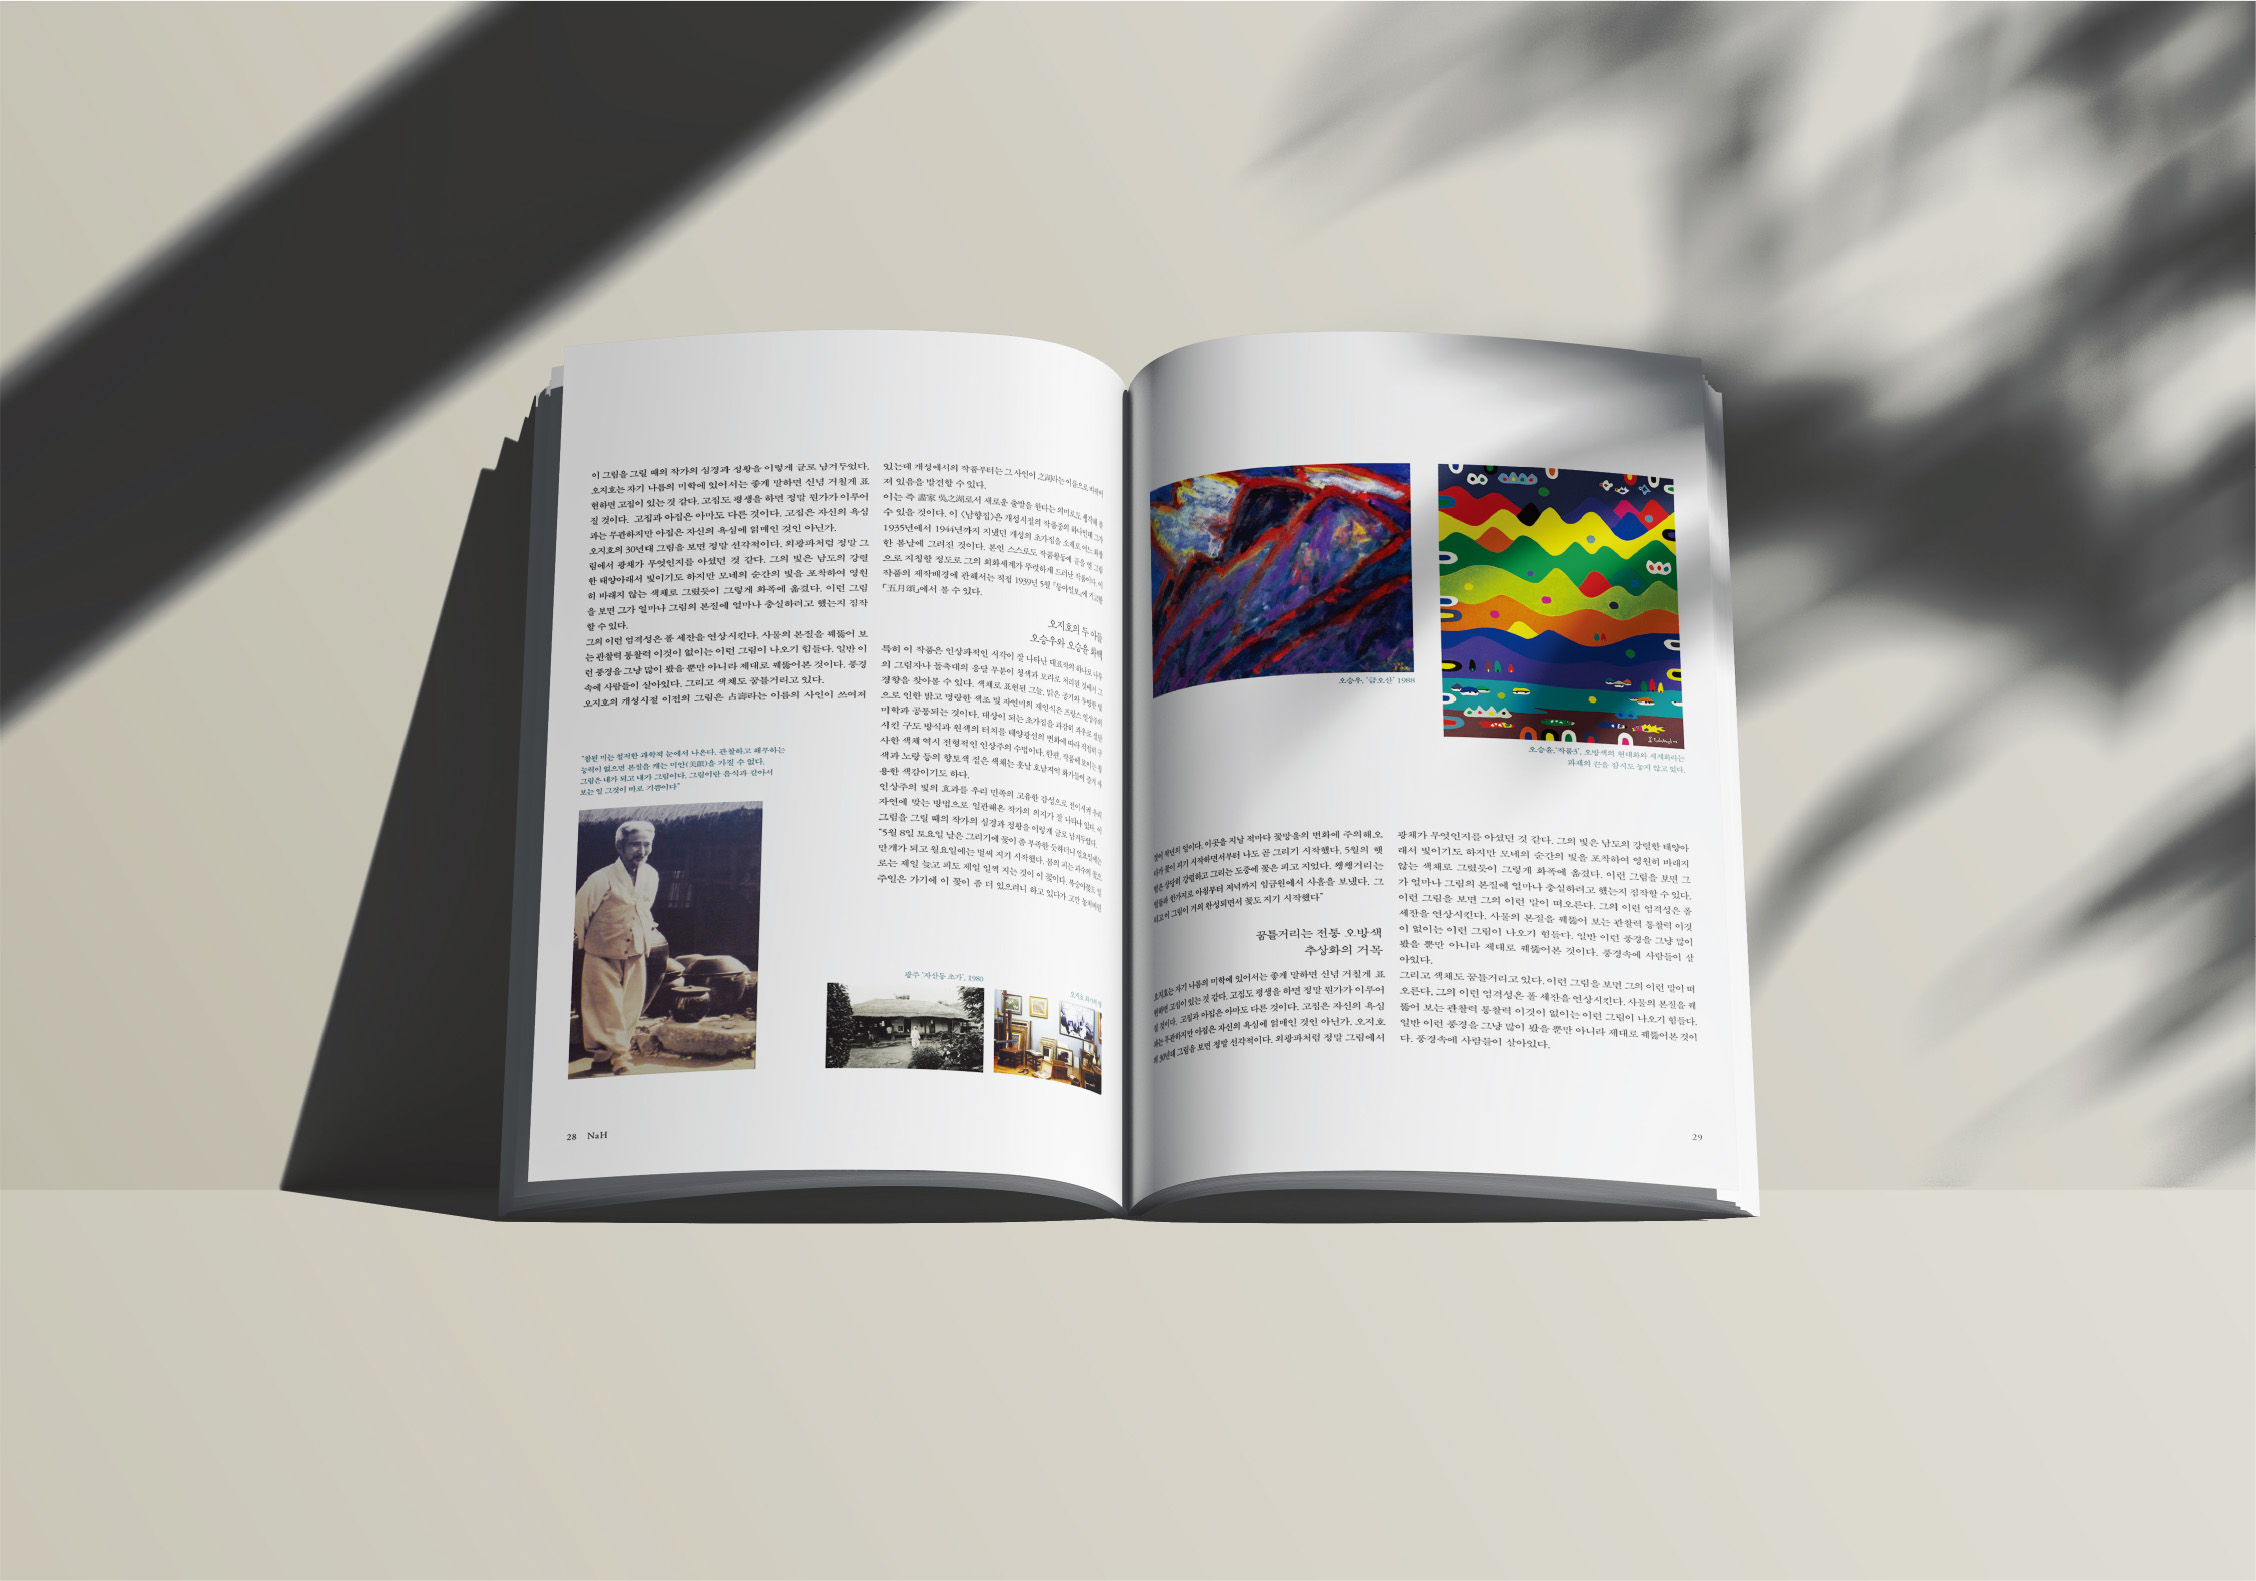 이 그림을 그릴 때의 작가의 심경과 정황을 이렇게 글로 남겨두었다.
오지호는 자기 나름의 미학에 있어서는 좋게 말하면 신념 거칠게 표
현하면 고집이 있는 것 같다. 고집도 평생을 하면 정말 뭔가가 이루어
질 것이다. 고집과 아집은 아마도 다른 것이다. 고집은 자신의 욕심
과는 무관하지만 아집은 자신의 욕심에 얽매인 것인 아닌가.
오지호의 30년대 그림을 보면 정말 선각적이다. 외광파처럼 정말 그
림에서 광채가 무엇인지를 아셨던 것 같다. 그의 빛은 남도의 강렬
한 태양아래서 빛이기도 하지만 모네의 순간의 빛을 포착하여 영원
히 바래지 않는 색채로 그렸듯이 그렇게 화폭에 옮겼다. 이런 그림
을 보면 그가 얼마나 그림의 본질에 얼마나 충실하려고 했는지 짐작
할 수 있다.
그의 이런 엄격성은 폴 세잔을 연상시킨다. 사물의 본질을 꿰뚫어 보
는 관찰력 통찰력 이것이 없이는 이런 그림이 나오기 힘들다. 일반 이
런 풍경을 그냥 많이 봤을 뿐만 아니라 제대로 꿰뚫어본 것이다. 풍경
속에 사람들이 살아있다. 그리고 색채도 꿈틀거리고 있다.
오지호의 개성시절 이전의 그림은 占壽라는 이름의 사인이 쓰여져
"참된 미는 철저한 과학적 눈에서 나온다. 관찰하고 해부하는
능력이 없으면 본질을 캐는 미안(美眼)을 가질 수 없다.
그림은 내가 되고 내가 그림이다. 그림이란 음식과 같아서
보는 일 그것이 바로 기쁨이다"
있는데 개성에서의 작품부터는 그 사인이 之湖라는 이름으로 바뀌어
져 있음을 발견할 수 있다.
이는 즉 畵家 吳之湖로서 새로운 출발을 한다는 의미로도 생각해 볼
수 있을 것이다. 이 〈남향집〉은 개성시절의 작품중의 하나인데 그가
1935년에서 1944년까지 지냈던 개성의 초가집을 소재로 어느 화창
한 봄날에 그려진 것이다. 본인 스스로도 작품활동에 끝을 연 그림
으로 지칭할 정도로 그의 회화세계가 뚜렷하게 드러난 작품이다. 이
작품의 제작배경에 관해서는 직접 1939년 5월 『동아일보』에 기고한
「五月頌」에서 볼 수 있다.
오지호의 두 아들
오승우와 오승윤 화백
특히 이 작품은 인상파적인 시각이 잘 나타난 대표작의 하나로 나무
의 그림자나 돌축대의 응달 부분이 청색과 보라로 처리된 것에서 그
경향을 찾아볼 수 있다. 색채로 표현된 그늘, 맑은 공기와 투명한 빛
으로 인한 밝고 명랑한 색조 및 자연미의 재인식은 프랑스 인상주의
미학과 공통되는 것이다. 대상이 되는 초가집을 과감히 좌우로 절단
시킨 구도 방식과 원색의 터치를 태양광선의 변화에 따라 적절히 구
사한 색채 역시 전형적인 인상주의 수법이다. 한편, 작품에 보이는 흰
색과 노랑 등의 향토색 짙은 색채는 훗날 호남지역 화가들이 즐겨 사
용한 색감이기도 하다.
인상주의 빛의 효과를 우리 민족의 고유한 감성으로 전이시켜 우리
자연에 맞는 방법으로 일관해온 작가의 의지가 잘 나타나 있다. 이
그림을 그릴 때의 작가의 심경과 정황을 이렇게 글로 남겨두었다.
"5월 8일 토요일 날은 그리기에 꽃이 좀 부족한 듯하더니 일요일에는
만개가 되고 월요일에는 벌써 지기 시작했다. 봄의 피는 과수의 꽃으
로는 제일 늦고 피도 제일 일찍 지는 것이 이 꽃이다. 복숭아꽃도 일
주일은 가기에 이 꽃이 좀 더 있으려니 하고 있다가 고만 놓쳐버린
광주 '지산동 초가', 1980
오지호 화가의 방
28 NaH
오승우, '금오산' 1988
오승윤, '작품3'. 오방색의 현대화와 세계화라는
과제의 끈을 잠시도 놓지 않고 있다.
것이 작년의 일이다. 이곳을 지날 적마다 꽃망울의 변화에 주의해오
다가 꽃이 피기 시작하면서부터 나도 곧 그리기 시작했다. 5월의 햇
빛은 상당히 강렬하고 그리는 도중에 꽃은 피고 지었다. 쨍쨍거리는
벌들과 한가지로 아침부터 저녁까지 임금원에서 사흘을 보냈다. 그
리고 이 그림이 거의 완성되면서 꽃도 지기 시작했다"
꿈틀거리는 전통 오방색
추상화의 거목
오지호는 자기 나름의 미학에 있어서는 좋게 말하면 신념 거칠게 표
현하면 고집이 있는 것 같다. 고집도 평생을 하면 정말 뭔가가 이루어
질 것이다. 고집과 아집은 아마도 다른 것이다. 고집은 자신의 욕심
과는 무관하지만 아집은 자신의 욕심에 얽매인 것인 아닌가. 오지호
의 30년대 그림을 보면 정말 선각적이다. 외광파처럼 정말 그림에서
광채가 무엇인지를 아셨던 것 같다. 그의 빛은 남도의 강렬한 태양아
래서 빛이기도 하지만 모네의 순간의 빛을 포착하여 영원히 바래지
않는 색채로 그렸듯이 그렇게 화폭에 옮겼다. 이런 그림을 보면 그
가 얼마나 그림의 본질에 얼마나 충실하려고 했는지 짐작할 수 있다.
이런 그림을 보면 그의 이런 말이 떠오른다. 그의 이런 엄격성은 폴
세잔을 연상시킨다. 사물의 본질을 꿰뚫어 보는 관찰력 통찰력 이것
이 없이는 이런 그림이 나오기 힘들다. 일반 이런 풍경을 그냥 많이
봤을 뿐만 아니라 제대로 꿰뚫어본 것이다. 풍경속에 사람들이 살
아있다.
그리고 색채도 꿈틀거리고 있다. 이런 그림을 보면 그의 이런 말이 떠
오른다. 그의 이런 엄격성은 폴 세잔을 연상시킨다. 사물의 본질을 꿰
뚫어 보는 관찰력 통찰력 이것이 없이는 이런 그림이 나오기 힘들다.
일반 이런 풍경을 그냥 많이 봤을 뿐만 아니라 제대로 꿰뚫어본 것이
다. 풍경속에 사람들이 살아있다.
29